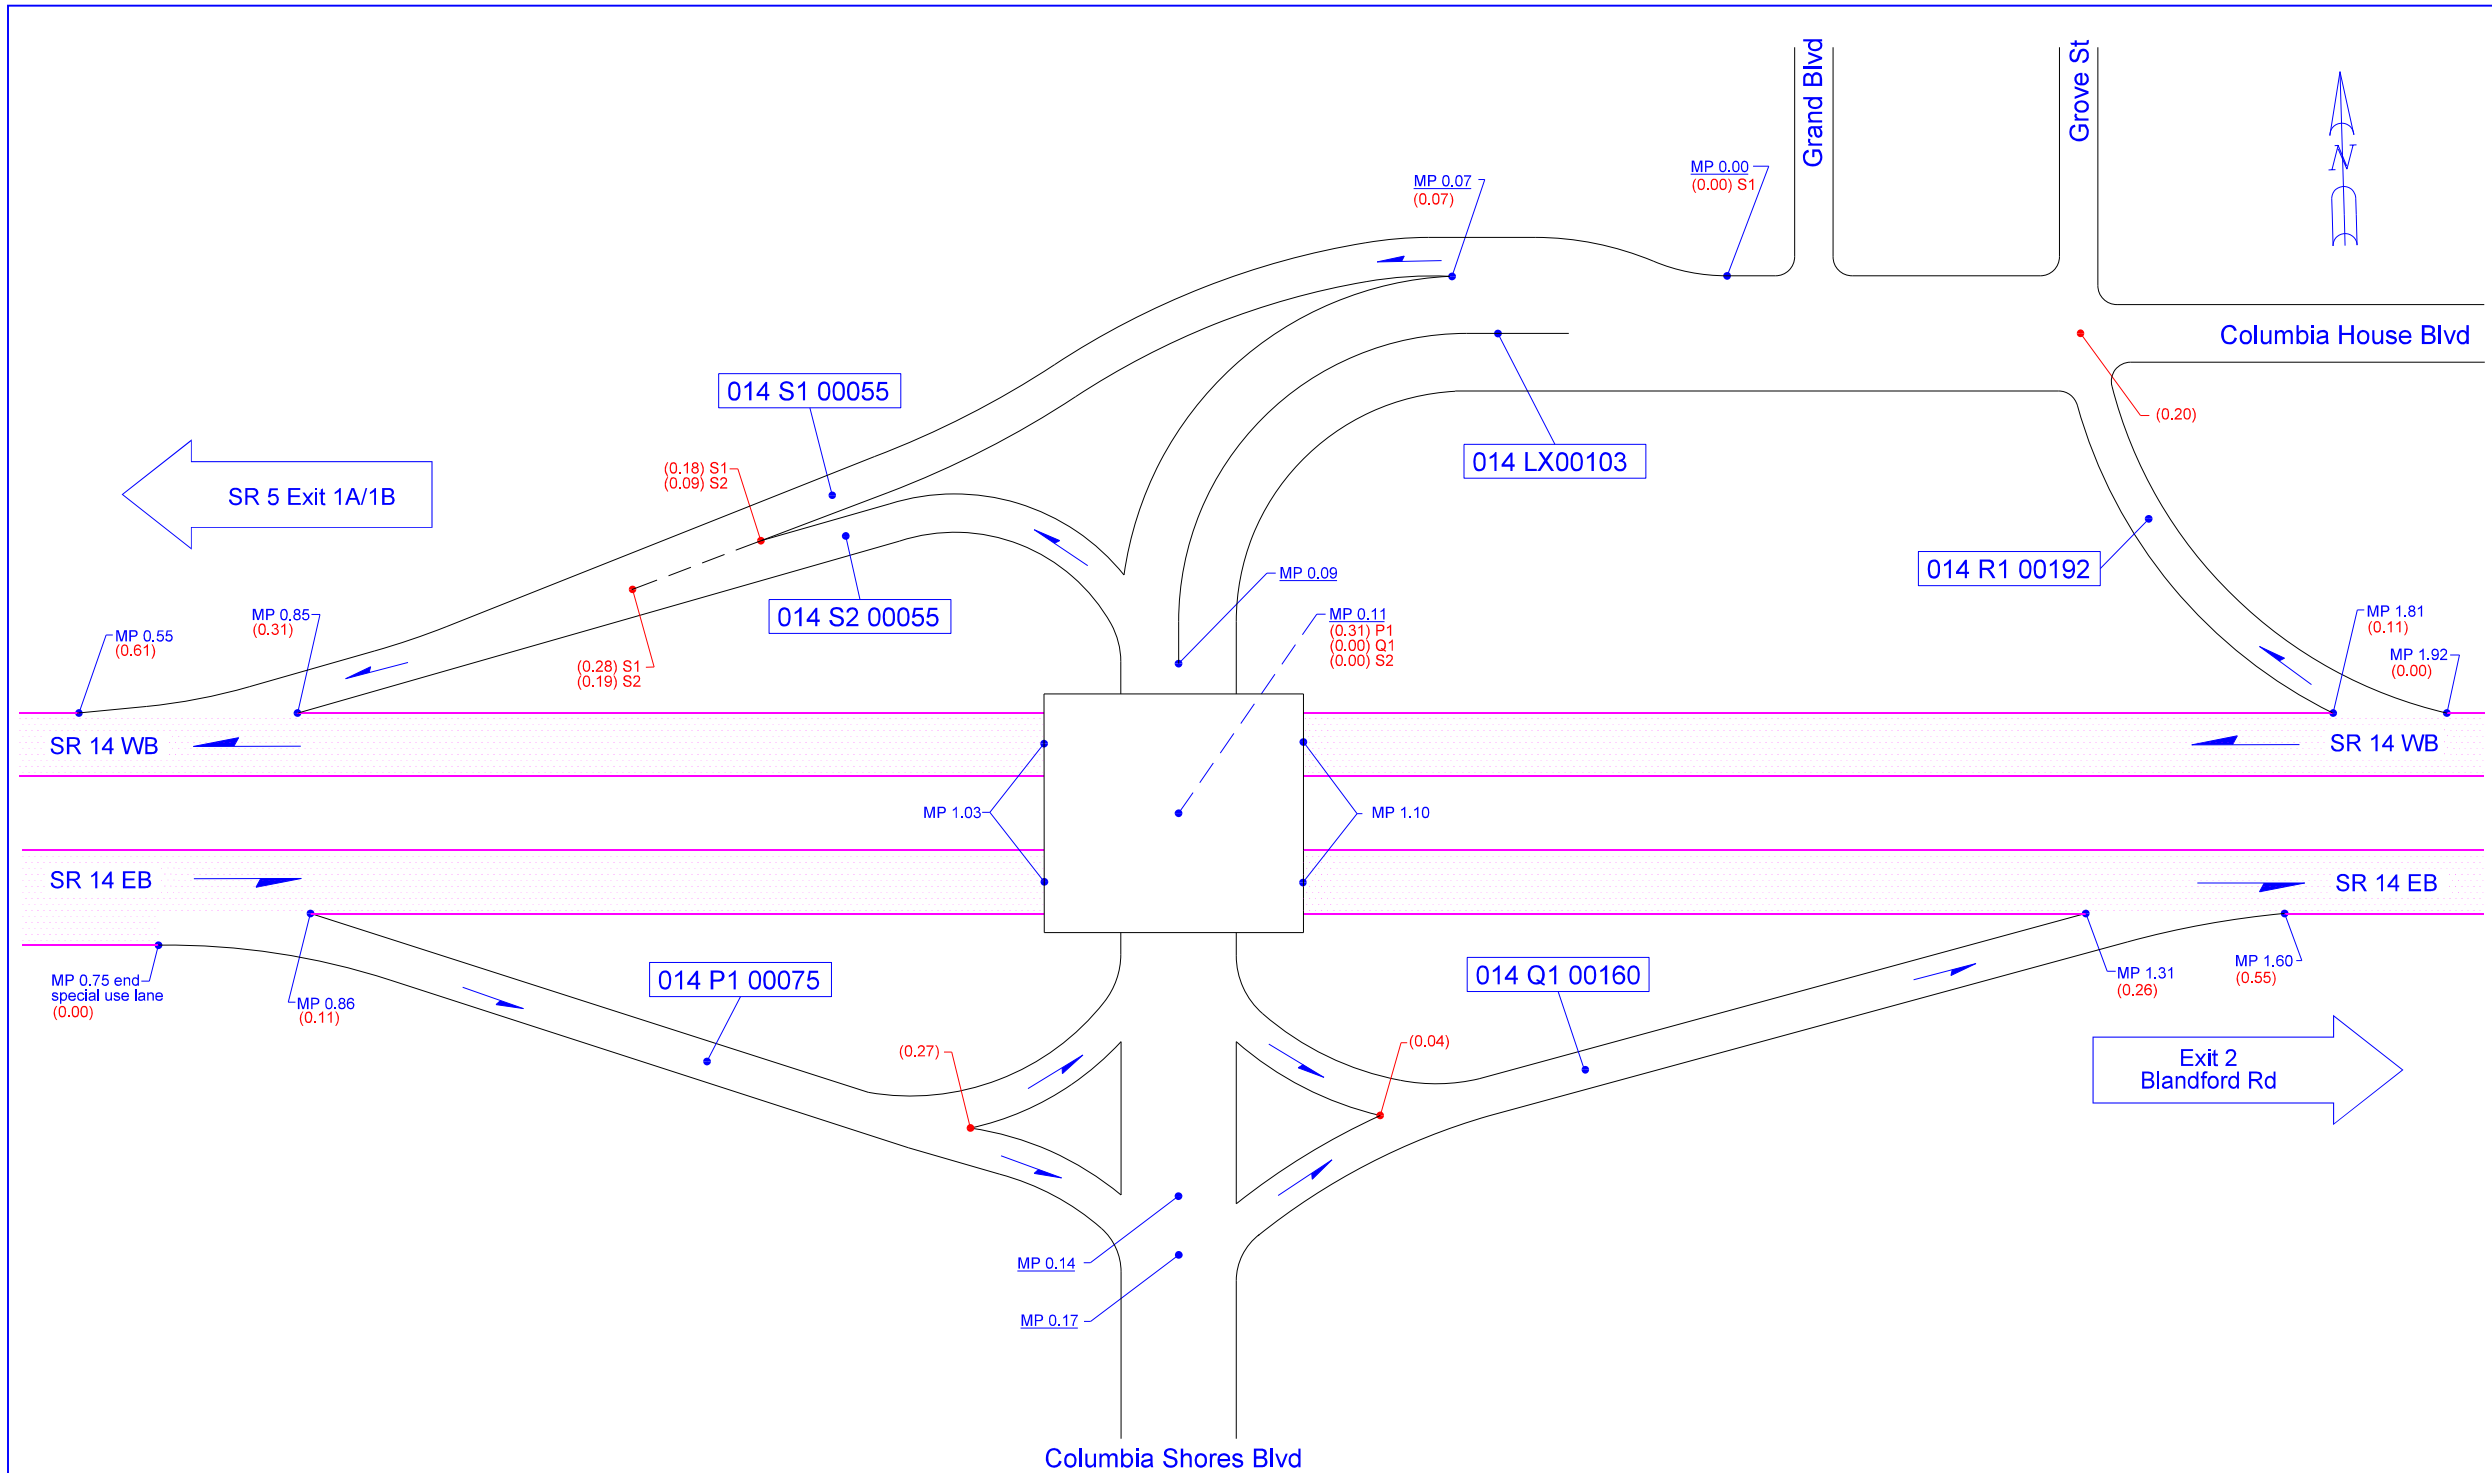 Grand Blvd
Grove St
N
MP 0.00
(0.00) S1
MP 0.07
(0.07)
Columbia House Blvd
014 S1 00055
(0.20)
014 LX00103
(0.18) S1
(0.09) S2
SR 5 Exit 1A/1B
014 R1 00192
MP 0.09
014 S2 00055
MP 0.11
(0.31) P1
(0.00) Q1
(0.00) S2
MP 0.85
(0.31)
MP 0.55
(0.61)
(0.28) S1
(0.19) S2
MP 1.81
(0.11)
MP 1.92
(0.00)
SR 14 WB
SR 14 WB
MP 1.03
MP 1.10
SR 14 EB
SR 14 EB
MP 0.75 end
special use lane
(0.00)
MP 0.86
(0.11)
014 P1 00075
014 Q1 00160
MP 1.31
(0.26)
MP 1.60
(0.55)
(0.27)
(0.04)
Exit 2
Blandford Rd
MP 0.14
MP 0.17
Columbia Shores Blvd